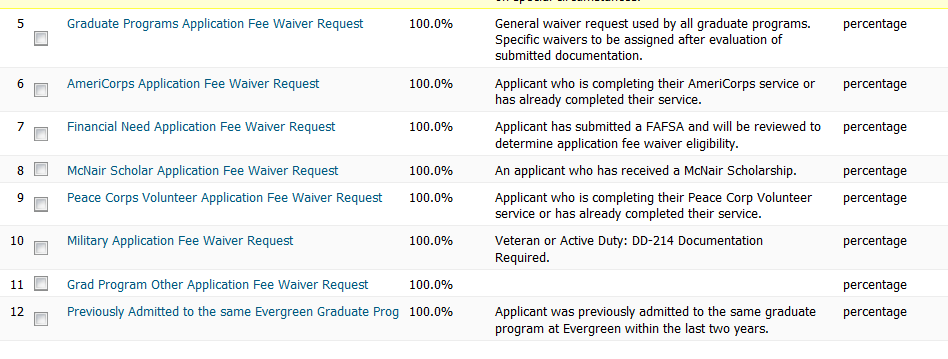 5 Graduate Programs Application Fee Waiver Request 100.0% General waiver request used by all graduate programs. percentage
Specific waivers to be assigned after evaluation of
submitted documentation.
6 AmeriCorps Application Fee Waiver Request 100.0% Applicant who is completing their AmeriCorps service or percentage
has already completed their service.
7 Financial Need Application Fee Waiver Request 100.0% Applicant has submitted a FAFSA and will be reviewed to percentage
determine application fee waiver eligibility.
8 McNair Scholar Application Fee Waiver Request 100.0% An applicant who has received a McNair Scholarship. percentage
9 Peace Corps Volunteer Application Fee Waiver Request 100.0% Applicant who is completing their Peace Corp Volunteer percentage
service or has already completed their service.
10 Military Application Fee Waiver Request 100.0% Veteran or Active Duty: DD-214 Documentation percentage
Required.
11 Grad Program Other Application Fee Waiver Request 100.0% percentage
12 Previously Admitted to the same Evergreen Graduate Prog 100.0% Applicant was previously admitted to the same graduate percentage
program at Evergreen within the last two years.